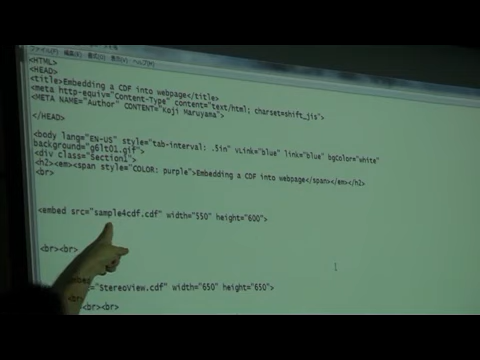 <HTML>
<HEAD>
<title>Embedding a CDF into webpage</title>
<meta http-equiv="Content-Type" content="text/html; charset=shift_jis">
<META NAME="Author" CONTENT="Koji Maruyama">
</HEAD>
<body lang="EN-US" style="tab-interval: .5in" vLink="blue" link="blue" bgColor="white"
background="g6lt01.gif">
<div class="Section1">
<h2><em><span style="COLOR: purple">Embedding a CDF into webpage</span></em></h2>
<br>
<embed src="sample4cdf.cdf" width="550" height="600">
<br><br>
="StereoView.cdf" width="650" height="650">
<br><br>